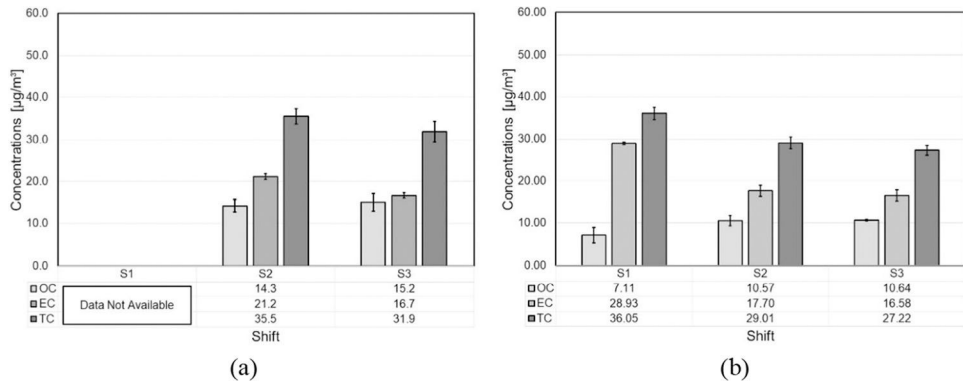 60.0
50.0
40.0
30.0
20.0
10.0
0.0
Concentrations [µg/m³]
S1 S2 S3
OC 14.3 15.2
EC 21.2 16.7
TC 35.5 31.9
Data Not Available
Shift
(a)
60.00
50.00
40.00
30.00
20.00
10.00
0.00
Concentrations [µg/m³]
S1 S2 S3
OC 7.11 10.57 10.64
EC 28.93 17.70 16.58
TC 36.05 29.01 27.22
Shift
(b)